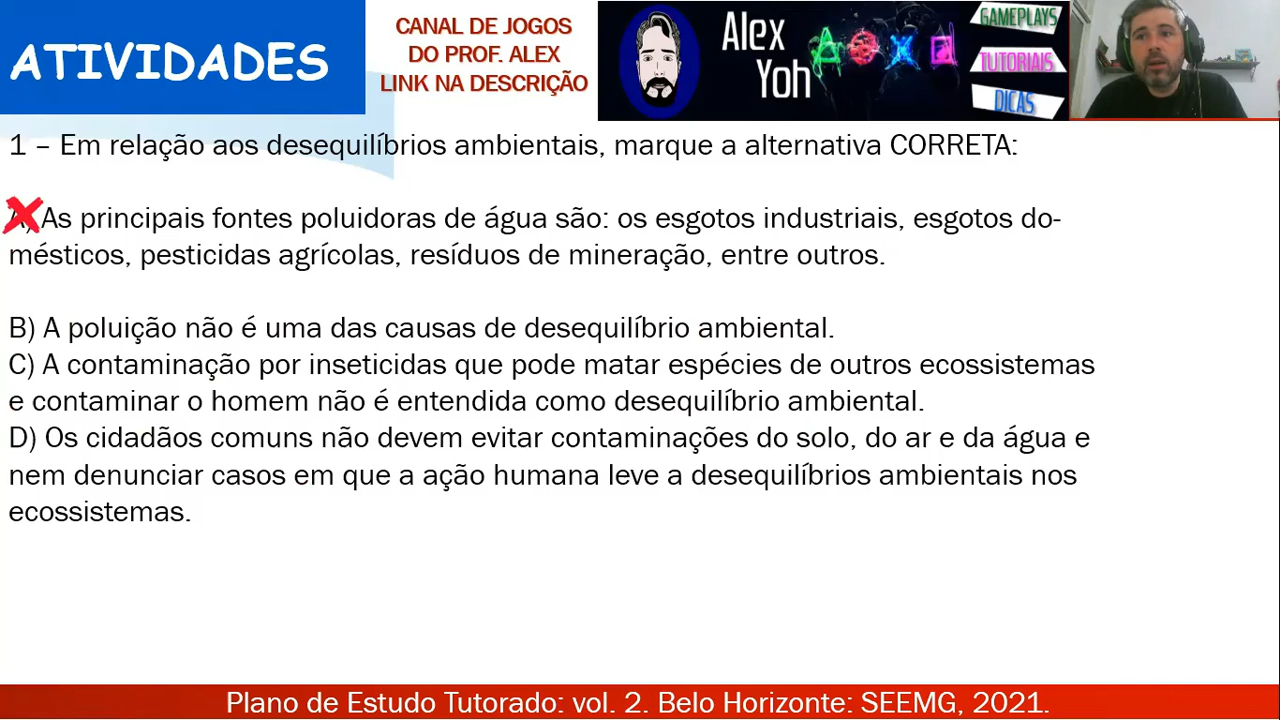 ATIVIDADES
CANAL DE JOGOS
DO PROF. ALEX
LINK NA DESCRIÇÃO
Alex
Yoh
GAMEPLAYS
TUTORIAIS
DICAS
1 – Em relação aos desequilíbrios ambientais, marque a alternativa CORRETA:
A) As principais fontes poluidoras de água são: os esgotos industriais, esgotos do-
mésticos, pesticidas agrícolas, resíduos de mineração, entre outros.
B) A poluição não é uma das causas de desequilíbrio ambiental.
C) A contaminação por inseticidas que pode matar espécies de outros ecossistemas
e contaminar o homem não é entendida como desequilíbrio ambiental.
D) Os cidadãos comuns não devem evitar contaminações do solo, do ar e da água e
nem denunciar casos em que a ação humana leve a desequilíbrios ambientais nos
ecossistemas.
Plano de Estudo Tutorado: vol. 2. Belo Horizonte: SEEMG, 2021.